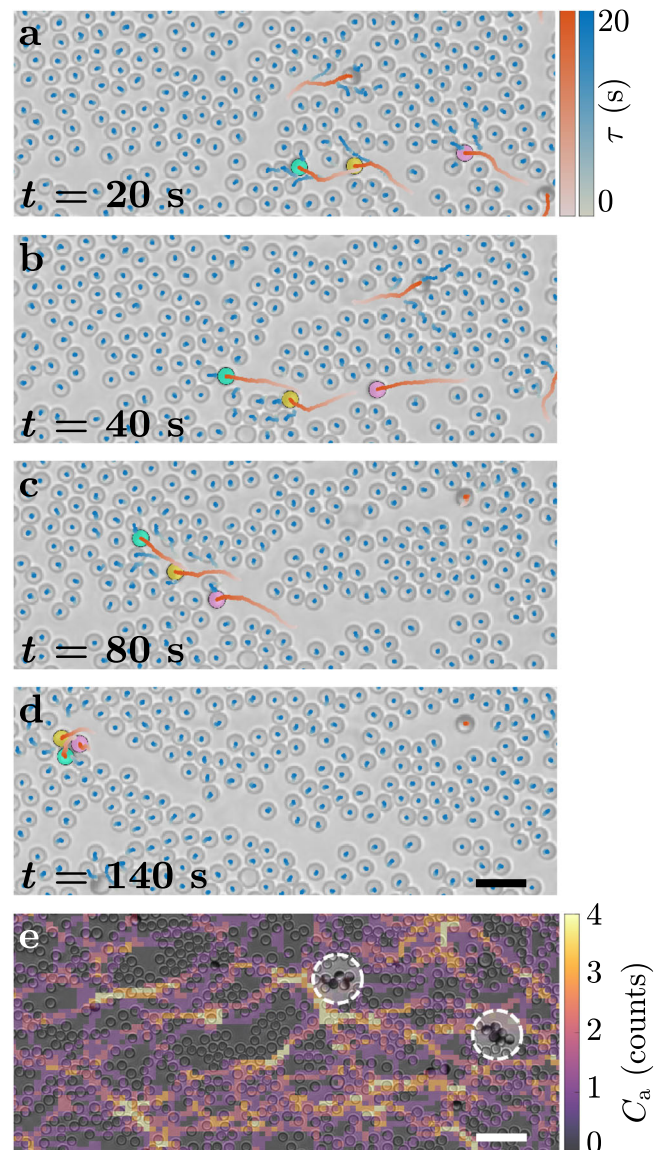 a
t = 20 s
20
τ (s)
0
b
t = 40 s
c
t = 80 s
d
t = 140 s
e
4
3
2
1
0
Cₐ (counts)